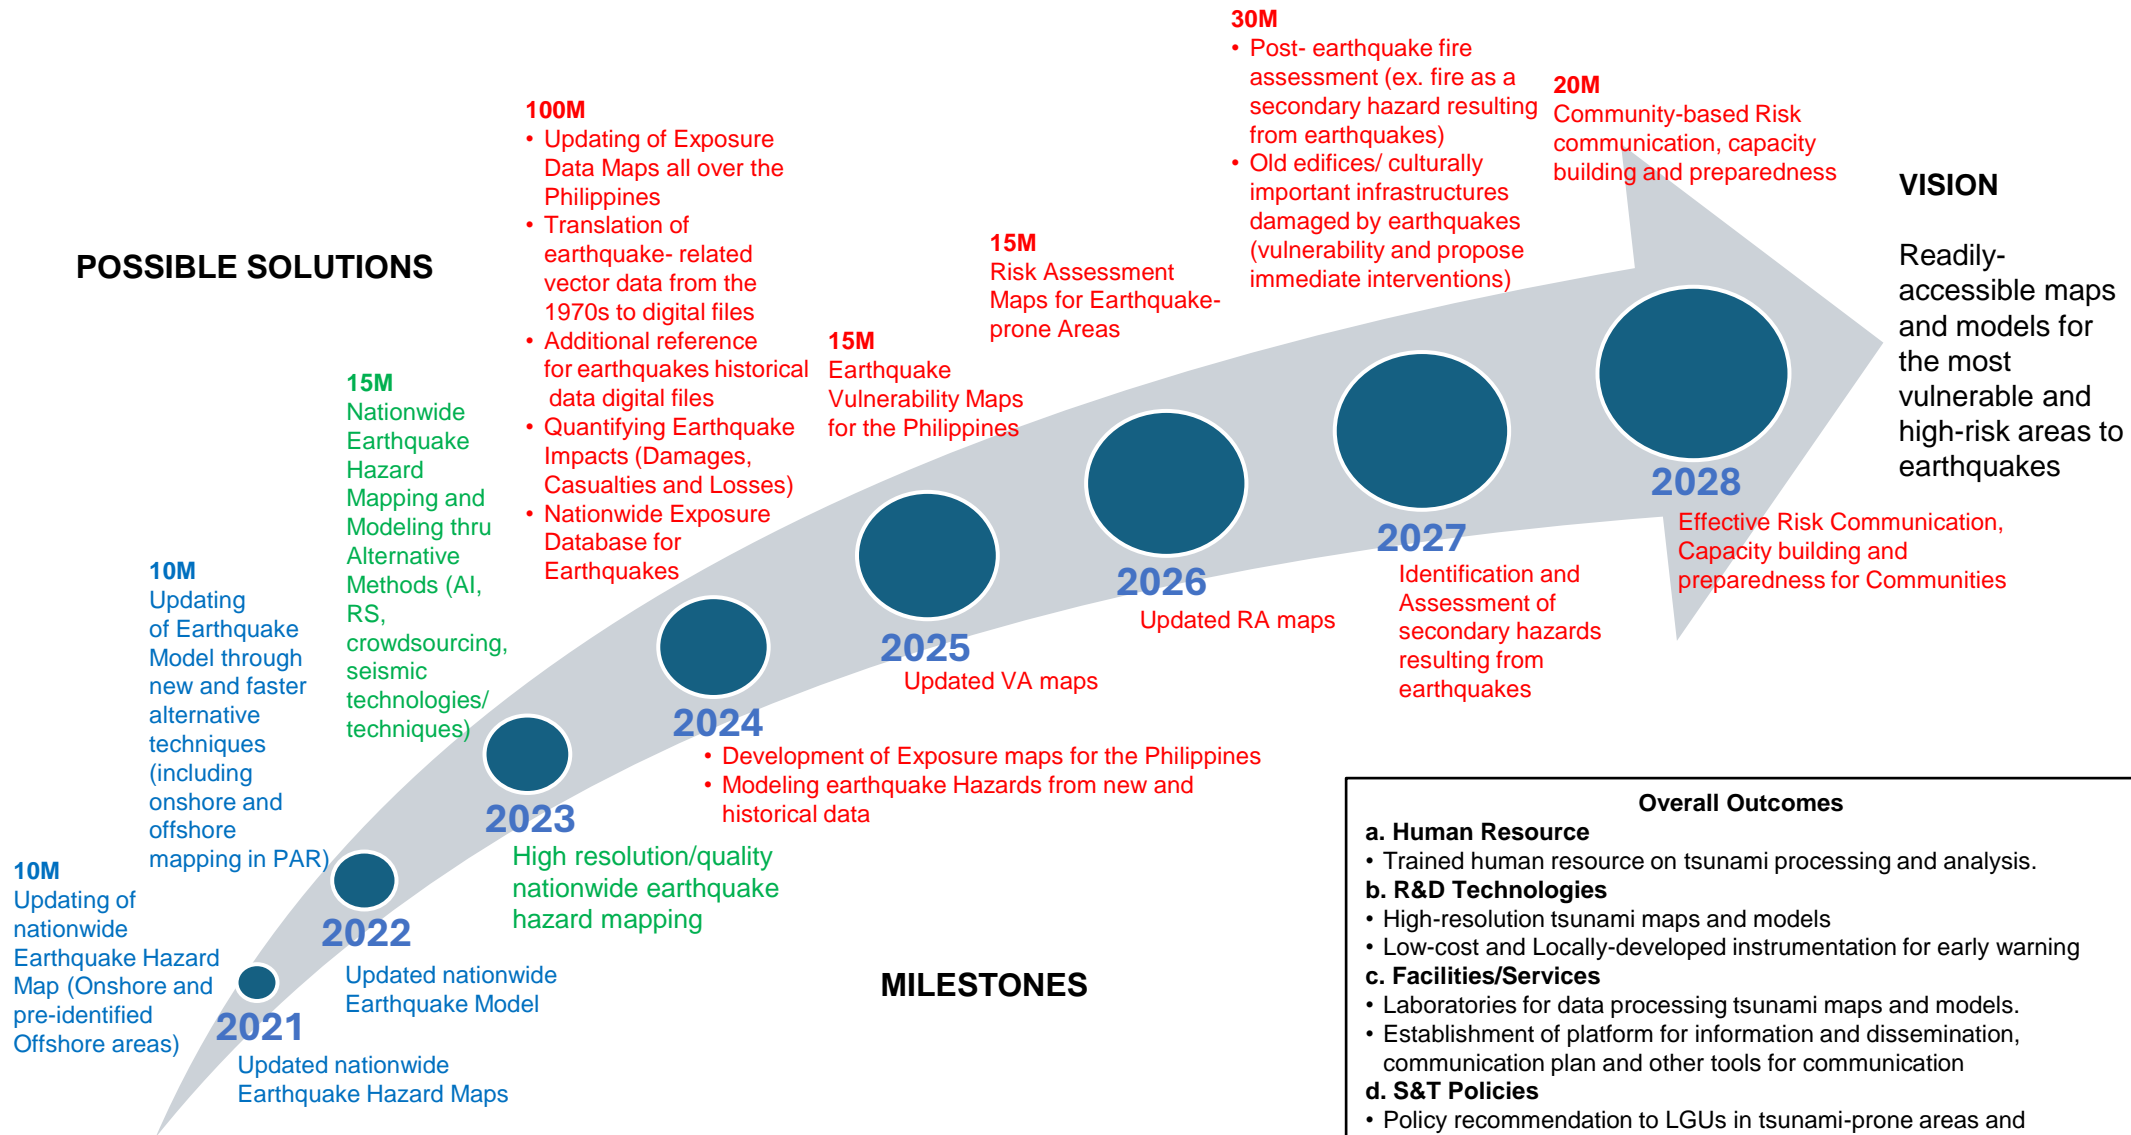 POSSIBLE SOLUTIONS
10M
Updating of
nationwide
Earthquake Hazard
Map (Onshore and
pre-identified
Offshore areas)
10M
Updating
of Earthquake
Model through
new and faster
alternative
techniques
(including
onshore and
offshore
mapping in PAR)
15M
Nationwide
Earthquake
Hazard
Mapping and
Modeling thru
Alternative
Methods (AI,
RS,
crowdsourcing,
seismic
technologies/
techniques)
100M
• Updating of Exposure
Data Maps all over the
Philippines
• Translation of
earthquake- related
vector data from the
1970s to digital files
• Additional reference
for earthquakes historical
data digital files
• Quantifying Earthquake
Impacts (Damages,
Casualties and Losses)
• Nationwide Exposure
Database for
Earthquakes
15M
Earthquake
Vulnerability Maps
for the Philippines
15M
Risk Assessment
Maps for Earthquake-
prone Areas
30M
• Post- earthquake fire
assessment (ex. fire as a
secondary hazard resulting
from earthquakes)
• Old edifices/ culturally
important infrastructures
damaged by earthquakes
(vulnerability and propose
immediate interventions)
20M
Community-based Risk
communication, capacity
building and preparedness
VISION
Readily-
accessible maps
and models for
the most
vulnerable and
high-risk areas to
earthquakes
2021
Updated nationwide
Earthquake Hazard Maps
2022
Updated nationwide
Earthquake Model
2023
High resolution/quality
nationwide earthquake
hazard mapping
2024
• Development of Exposure maps for the Philippines
• Modeling earthquake Hazards from new and
historical data
2025
Updated VA maps
2026
Updated RA maps
2027
Identification and
Assessment of
secondary hazards
resulting from
earthquakes
2028
Effective Risk Communication,
Capacity building and
preparedness for Communities
MILESTONES
Overall Outcomes
a. Human Resource
• Trained human resource on tsunami processing and analysis.
b. R&D Technologies
• High-resolution tsunami maps and models
• Low-cost and Locally-developed instrumentation for early warning
c. Facilities/Services
• Laboratories for data processing tsunami maps and models.
• Establishment of platform for information and dissemination,
communication plan and other tools for communication
d. S&T Policies
• Policy recommendation to LGUs in tsunami-prone areas and